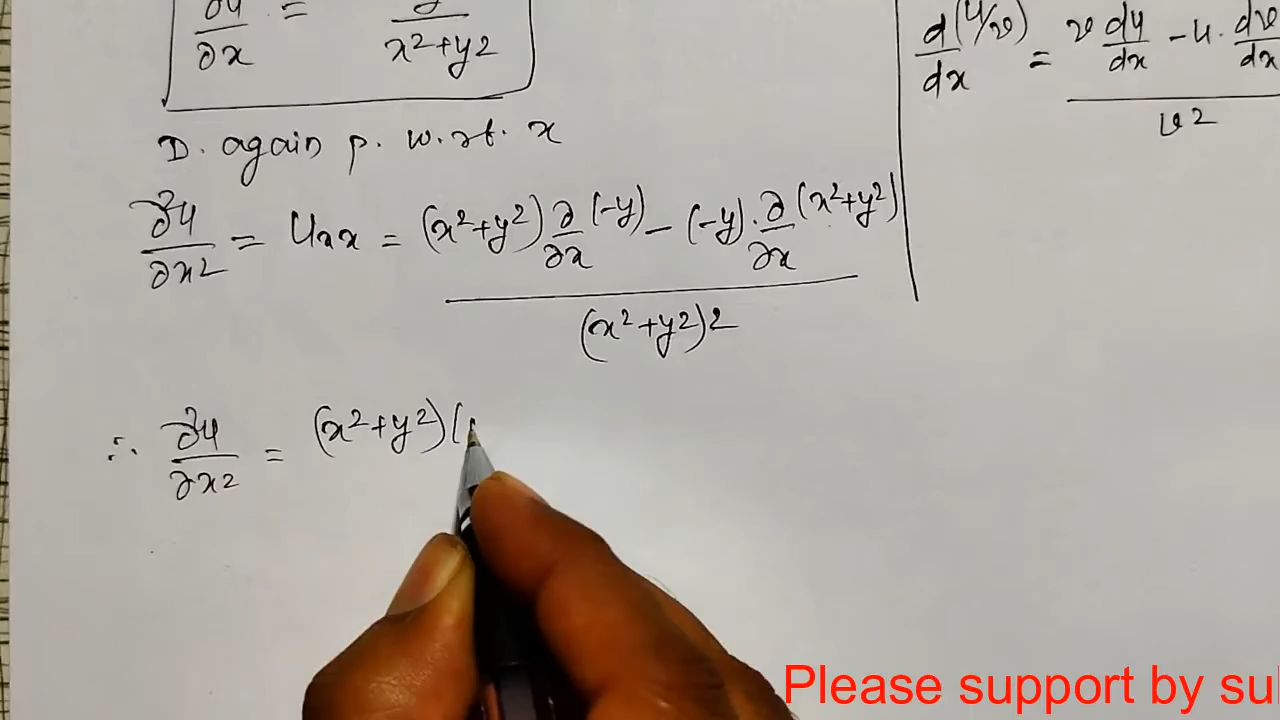 ∂u/∂x = y/(x²+y²)
D. again p. w.r.t. x
∂²u/∂x² = Uxx = ((x²+y²) ∂/∂x (-y) - (-y) . ∂/∂x (x²+y²))/(x²+y²)²
∴ ∂²u/∂x² = (x²+y²)(
d(u/v)/dx = (v du/dx - u . dv/dx)/v²
Please support by su